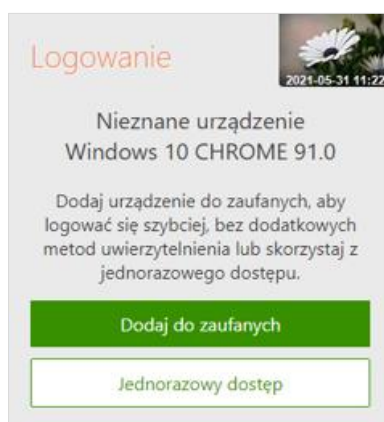 Logowanie
2021-05-31 11:22
Nieznane urządzenie
Windows 10 CHROME 91.0
Dodaj urządzenie do zaufanych, aby
logować się szybciej, bez dodatkowych
metod uwierzytelnienia lub skorzystaj z
jednorazowego dostępu.
Dodaj do zaufanych
Jednorazowy dostęp